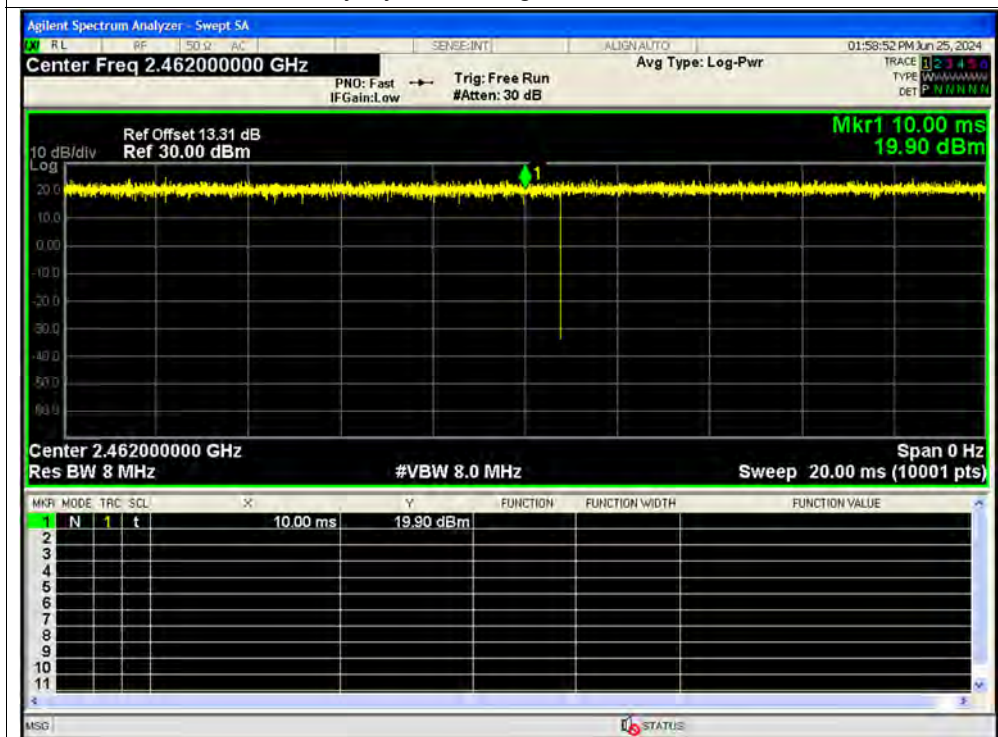 Agilent Spectrum Analyzer - Swept SA
RL RF 50 Ω AC SENSE:INT ALIGN AUTO 01:58:52 PM Jun 25, 2024
Center Freq 2.462000000 GHz
PNO: Fast Trig: Free Run
IFGain:Low #Atten: 30 dB
Avg Type: Log-Pwr
TRACE 1 2 3 4 5 6
TYPE W
DET P N N N N N
Mkr1 10.00 ms
19.90 dBm
Ref Offset 13.31 dB
10 dB/div Ref 30.00 dBm
Log
1
20.0
10.0
0.00
-10.0
-20.0
-30.0
-40.0
-50.0
-60.0
Center 2.462000000 GHz Span 0 Hz
Res BW 8 MHz #VBW 8.0 MHz Sweep 20.00 ms (10001 pts)
MKR MODE TRC SCL X Y FUNCTION FUNCTION WIDTH FUNCTION VALUE
1 N 1 t 10.00 ms 19.90 dBm
2
3
4
5
6
7
8
9
10
11
MSG STATUS